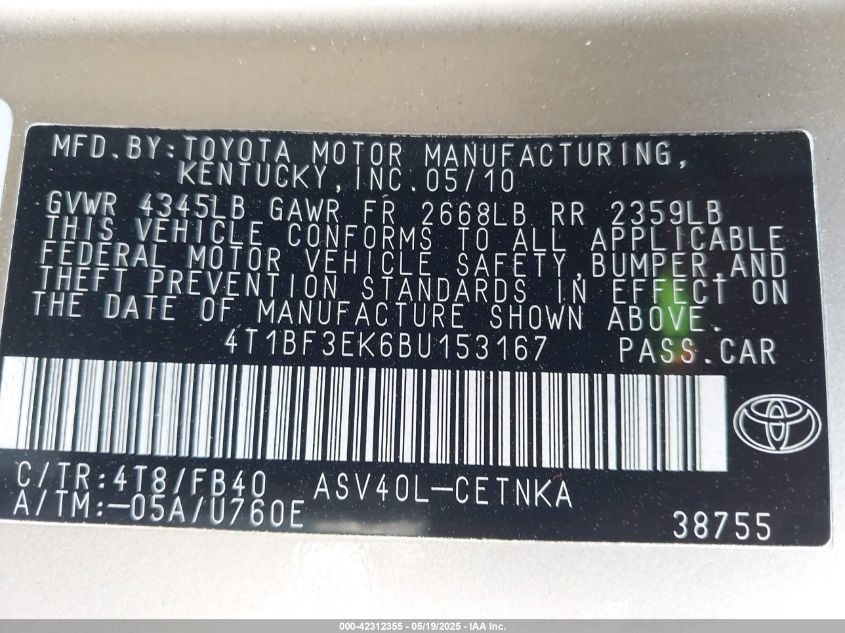 MFD.BY:TOYOTA MOTOR MANUFACTURING,
KENTUCKY,INC.05/10
GVWR 4345LB GAWR FR 2668LB RR 2359LB
THIS VEHICLE CONFORMS TO ALL APPLICABLE
FEDERAL MOTOR VEHICLE SAFETY,BUMPER,AND
THEFT PREVENTION STANDARDS IN EFFECT ON
THE DATE OF MANUFACTURE SHOWN ABOVE.
4T1BF3EK6BU153167 PASS.CAR
C/TR:4T8/FB40 ASV40L-CETNKA
A/TM:-05A/U760E
38755
000-42312355 - 05/19/2025 - IAA Inc.